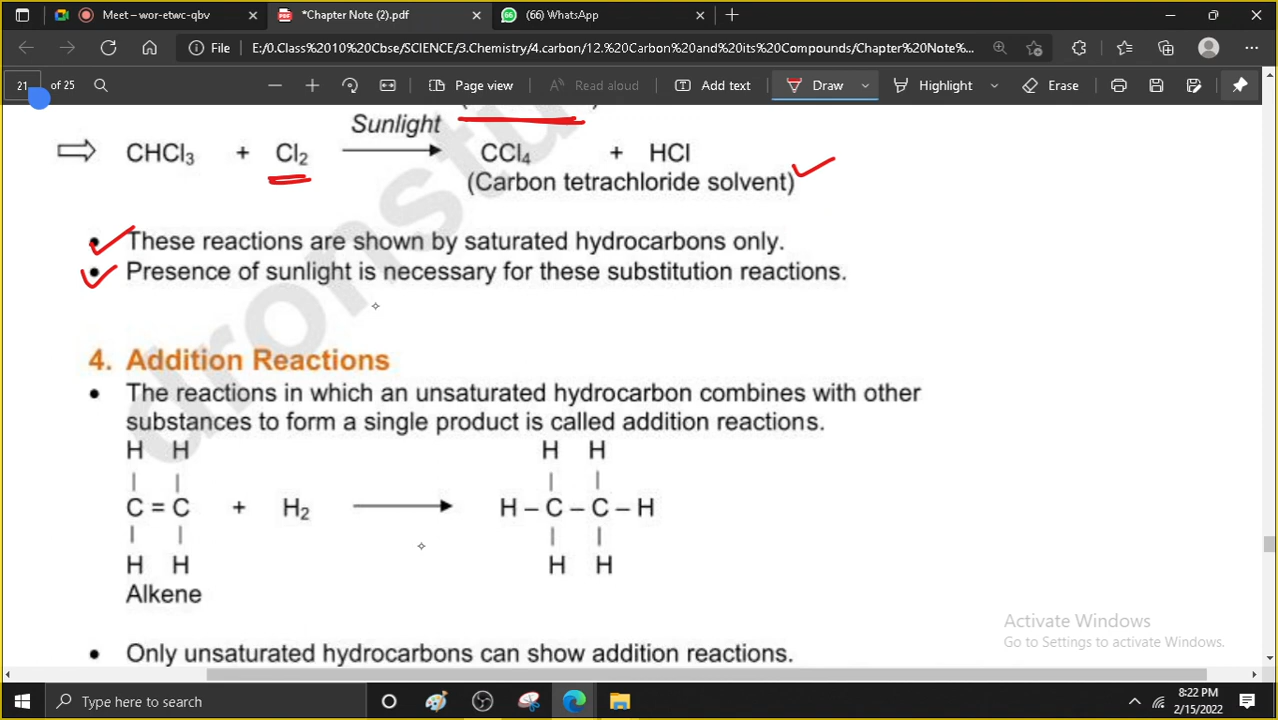 Meet – wor-etwc-qbv
*Chapter Note (2).pdf
(66) WhatsApp
File
E:/0.Class%2010%20Cbse/SCIENCE/3.Chemistry/4.carbon/12.%20Carbon%20and%20its%20Compounds/Chapter%20Note%...
21 of 25
Page view
Read aloud
Add text
Draw
Highlight
Erase
Sunlight
CHCl3 + Cl2 CCl4 + HCl
(Carbon tetrachloride solvent)
• These reactions are shown by saturated hydrocarbons only.
• Presence of sunlight is necessary for these substitution reactions.
4. Addition Reactions
• The reactions in which an unsaturated hydrocarbon combines with other
substances to form a single product is called addition reactions.
H H H H
| | | |
C = C + H2 H – C – C – H
| | | |
H H H H
Alkene
• Only unsaturated hydrocarbons can show addition reactions.
dronstu
Activate Windows
Go to Settings to activate Windows.
Type here to search
8:22 PM
2/15/2022